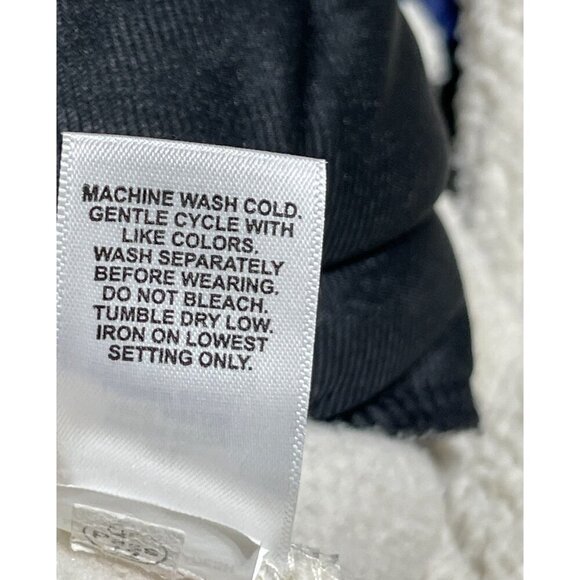 MACHINE WASH COLD.
GENTLE CYCLE WITH
LIKE COLORS.
WASH SEPARATELY
BEFORE WEARING.
DO NOT BLEACH.
TUMBLE DRY LOW.
IRON ON LOWEST
SETTING ONLY.